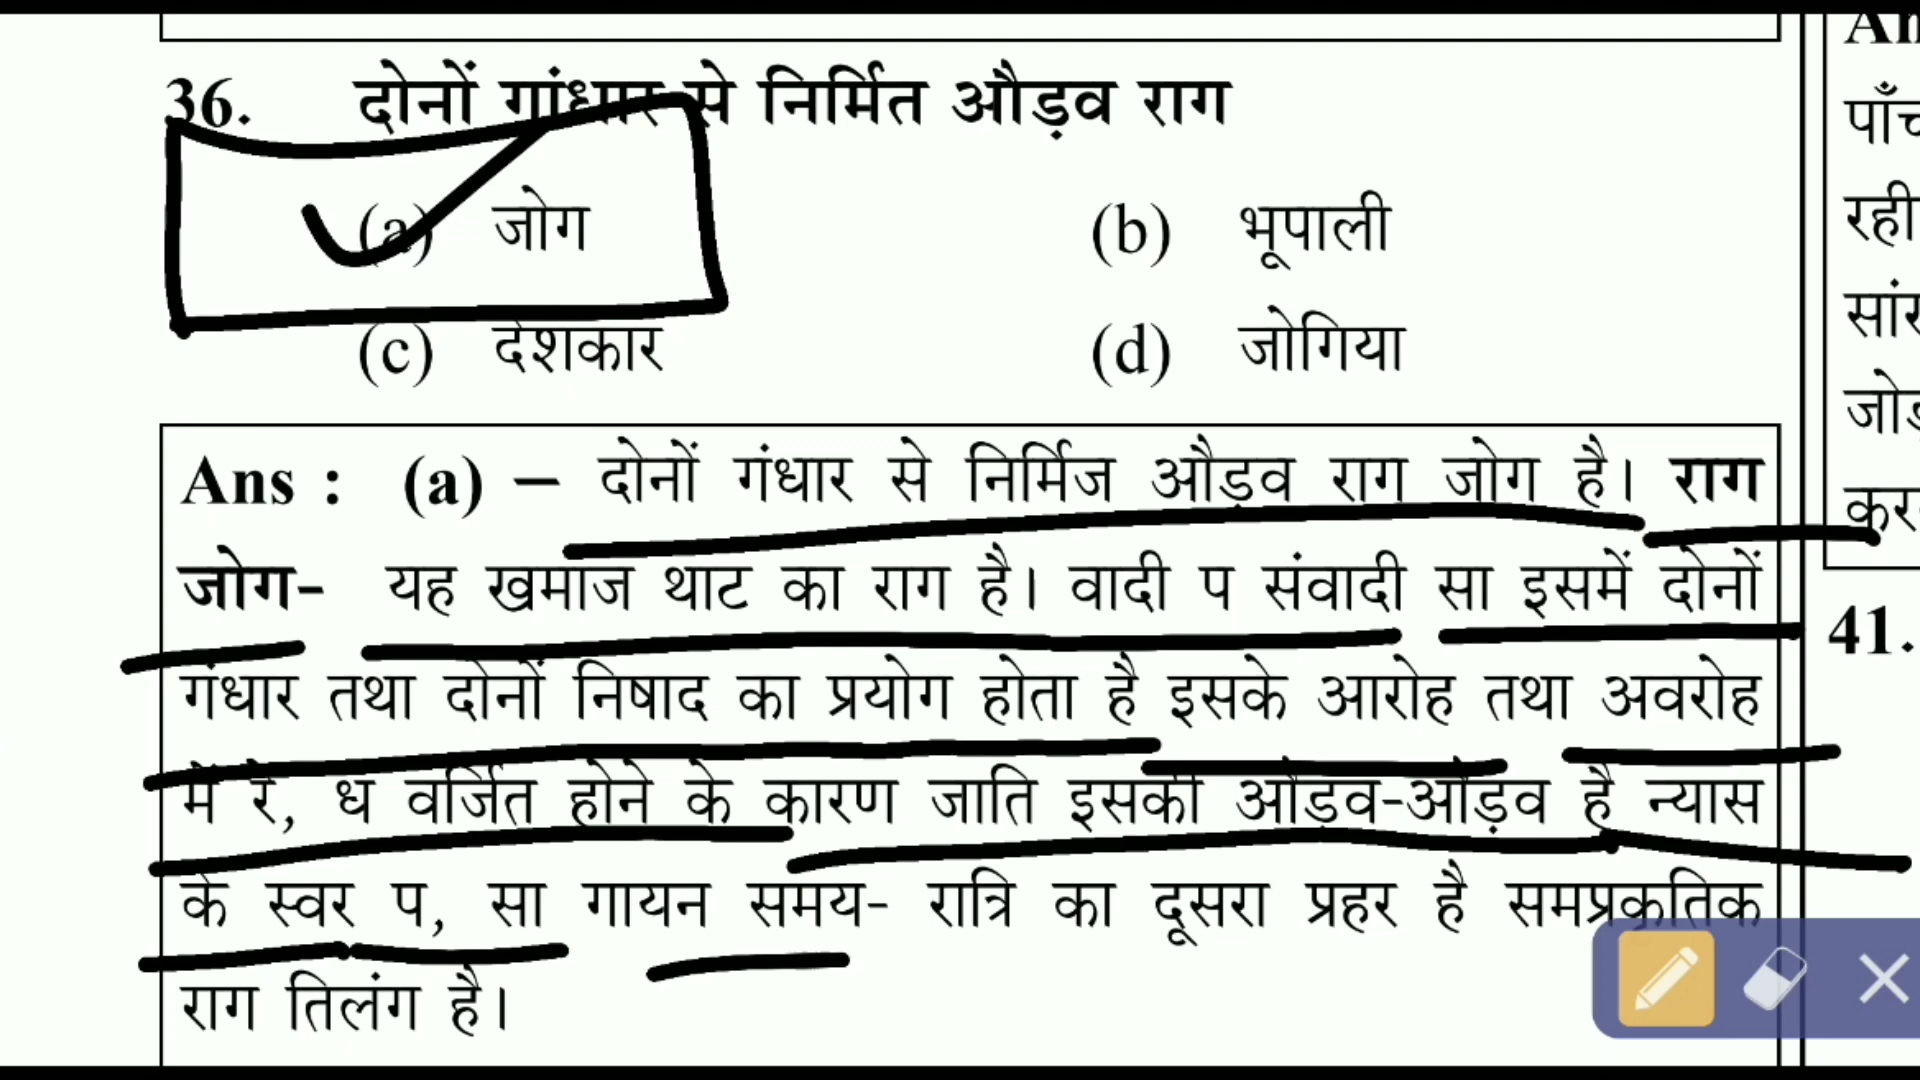 36. दोनों गांधार से निर्मित औड़व राग
(a) जोग (b) भूपाली
(c) देशकार (d) जोगिया
Ans : (a) – दोनों गंधार से निर्मिज औड़व राग जोग है। राग
जोग- यह खमाज थाट का राग है। वादी प संवादी सा इसमें दोनों
गंधार तथा दोनों निषाद का प्रयोग होता है इसके आरोह तथा अवरोह
में रे, ध वर्जित होने के कारण जाति इसकी औड़व-औड़व है न्यास
के स्वर प, सा गायन समय- रात्रि का दूसरा प्रहर है समप्रकृतिक
राग तिलंग है।
41.